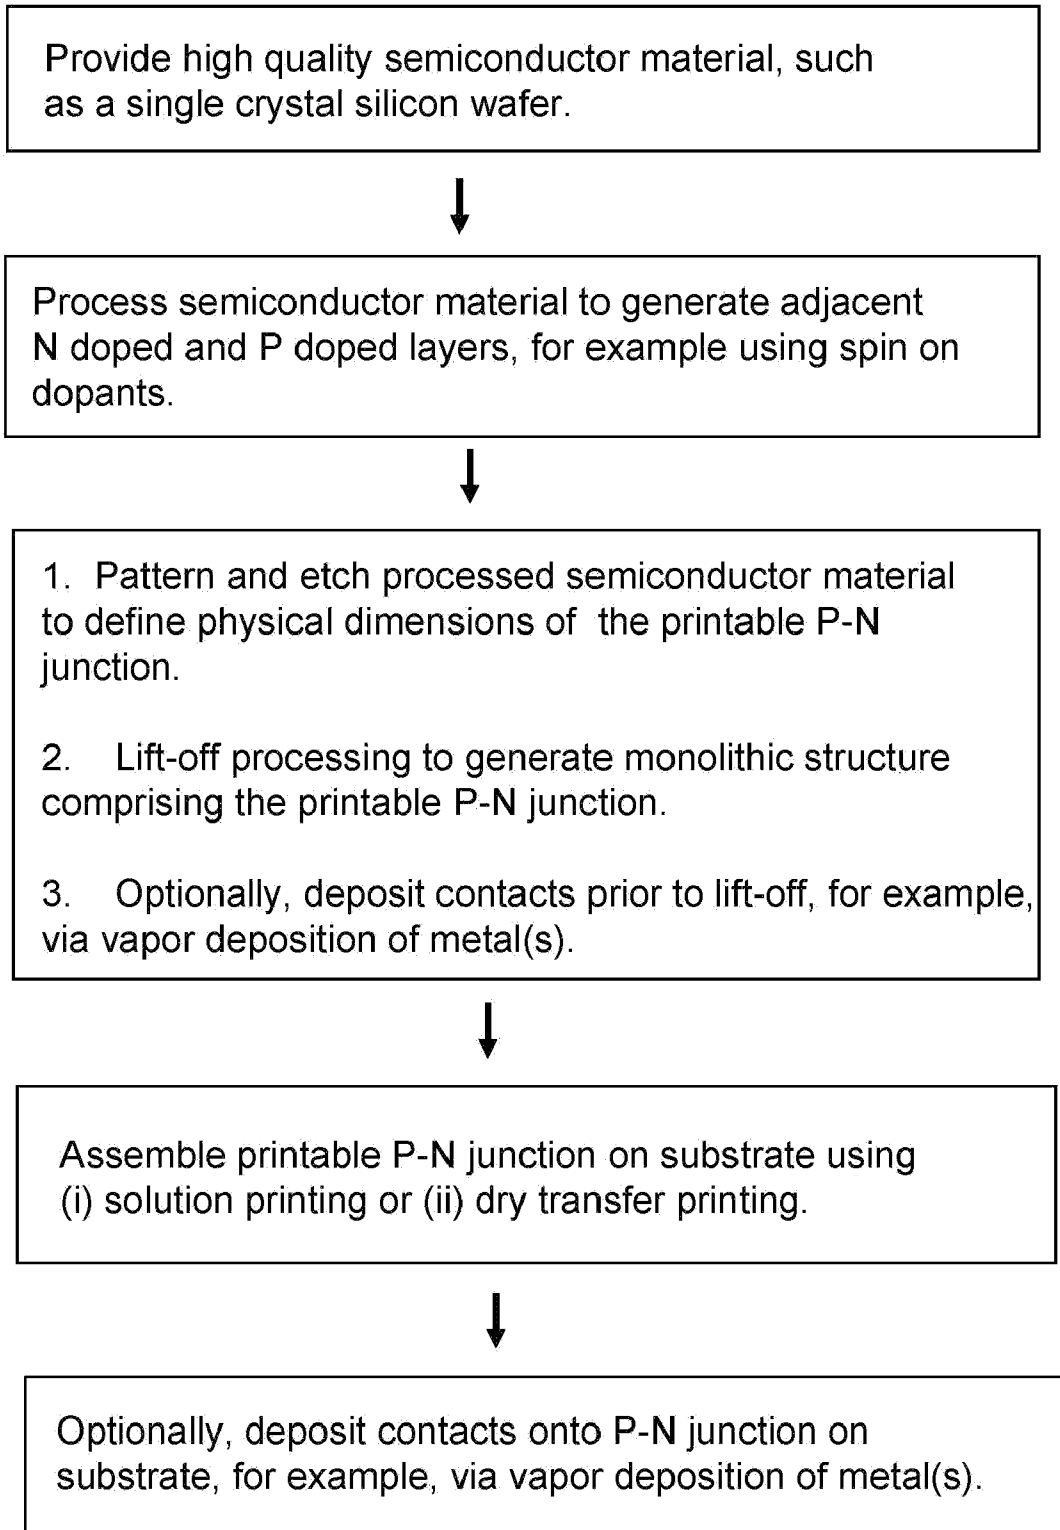 Provide high quality semiconductor material, such
as a single crystal silicon wafer.
Process semiconductor material to generate adjacent
N doped and P doped layers, for example using spin on
dopants.
1. Pattern and etch processed semiconductor material
to define physical dimensions of the printable P-N
junction.
2. Lift-off processing to generate monolithic structure
comprising the printable P-N junction.
3. Optionally, deposit contacts prior to lift-off, for example,
via vapor deposition of metal(s).
Assemble printable P-N junction on substrate using
(i) solution printing or (ii) dry transfer printing.
Optionally, deposit contacts onto P-N junction on
substrate, for example, via vapor deposition of metal(s).